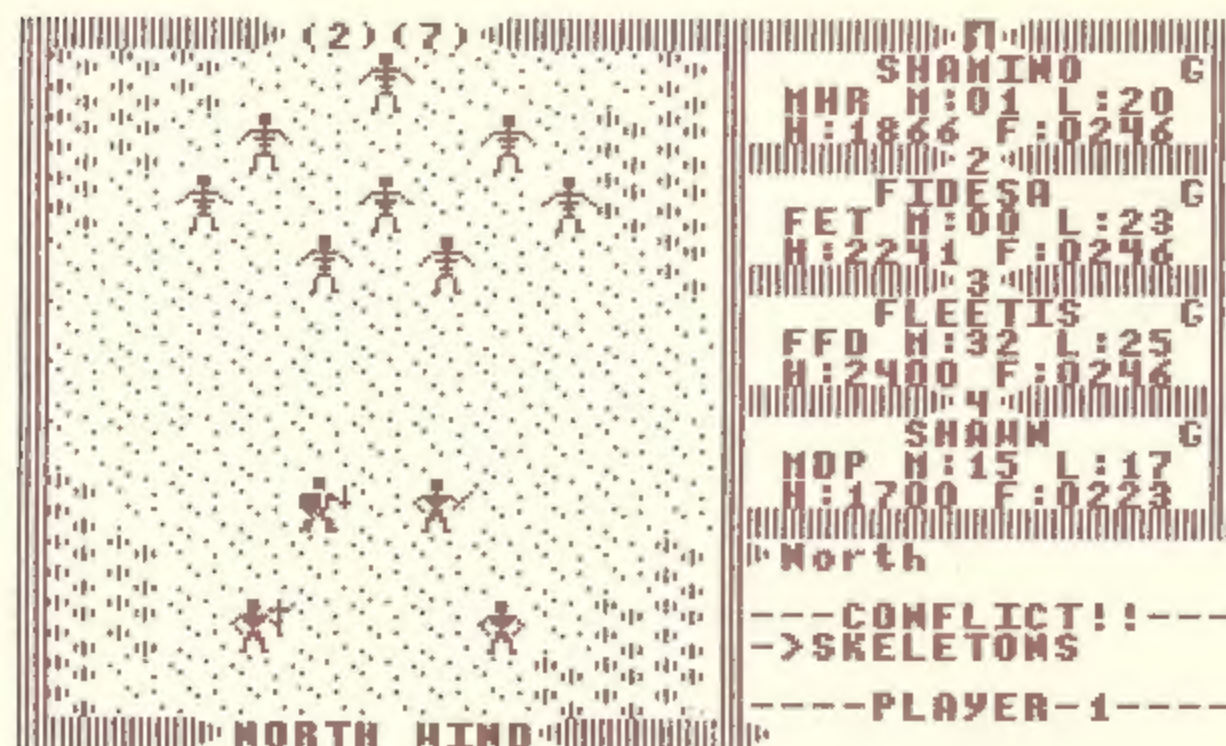 (2)(7)
SHAMINO G
MHR M:01 L:20
H:1866 F:0246
2
FIDESA G
FET M:00 L:23
H:2241 F:0246
3
FLEETIS G
FFD M:32 L:25
H:2400 F:0246
4
SHAWN G
MOP M:15 L:17
H:1700 F:0223
North
---CONFLICT!!---
->SKELETONS
----PLAYER-1----
NORTH WIND